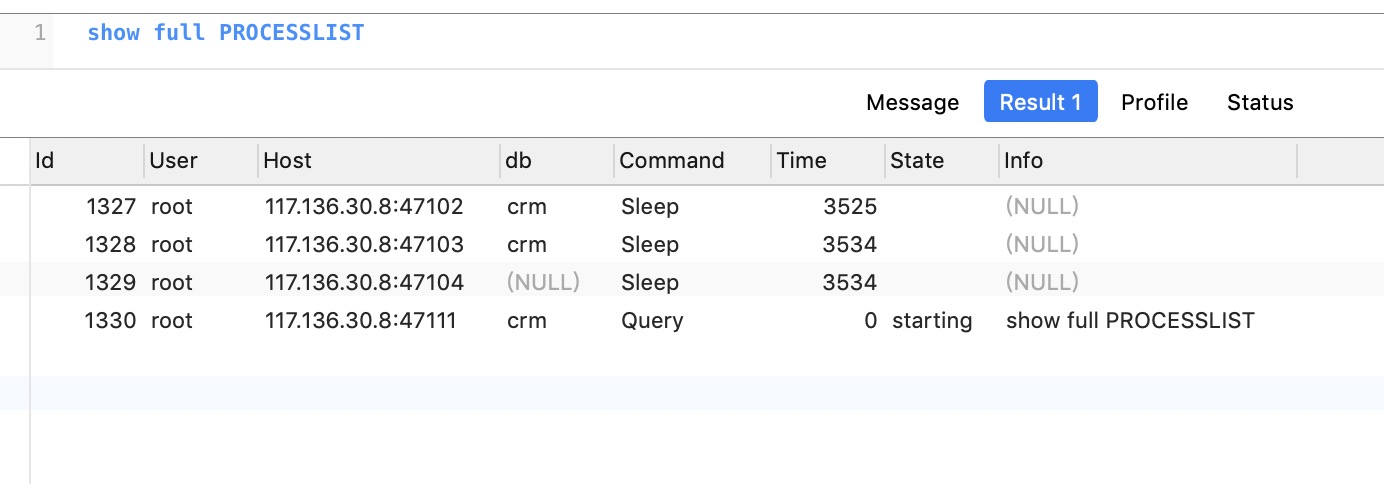 1 show full PROCESSLIST
Message Result 1 Profile Status
Id User Host db Command Time State Info
1327 root 117.136.30.8:47102 crm Sleep 3525 (NULL)
1328 root 117.136.30.8:47103 crm Sleep 3534 (NULL)
1329 root 117.136.30.8:47104 (NULL) Sleep 3534 (NULL)
1330 root 117.136.30.8:47111 crm Query 0 starting show full PROCESSLIST